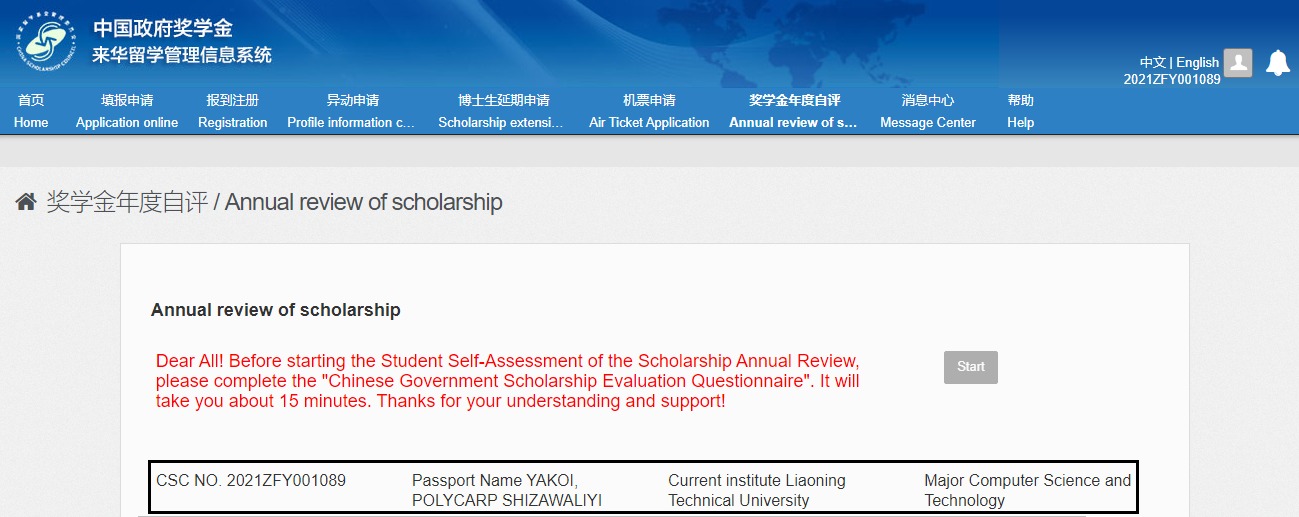 中国政府奖学金
来华留学管理信息系统
中文 | English
2021ZFY001089
首页 填报申请 报到注册 异动申请 博士生延期申请 机票申请 奖学金年度自评 消息中心 帮助
Home Application online Registration Profile information c... Scholarship extensi... Air Ticket Application Annual review of s... Message Center Help
奖学金年度自评 / Annual review of scholarship
Annual review of scholarship
Dear All! Before starting the Student Self-Assessment of the Scholarship Annual Review,
please complete the "Chinese Government Scholarship Evaluation Questionnaire". It will
take you about 15 minutes. Thanks for your understanding and support!
Start
CSC NO. 2021ZFY001089 Passport Name YAKOI, Current institute Liaoning Major Computer Science and
POLYCARP SHIZAWALIYI Technical University Technology